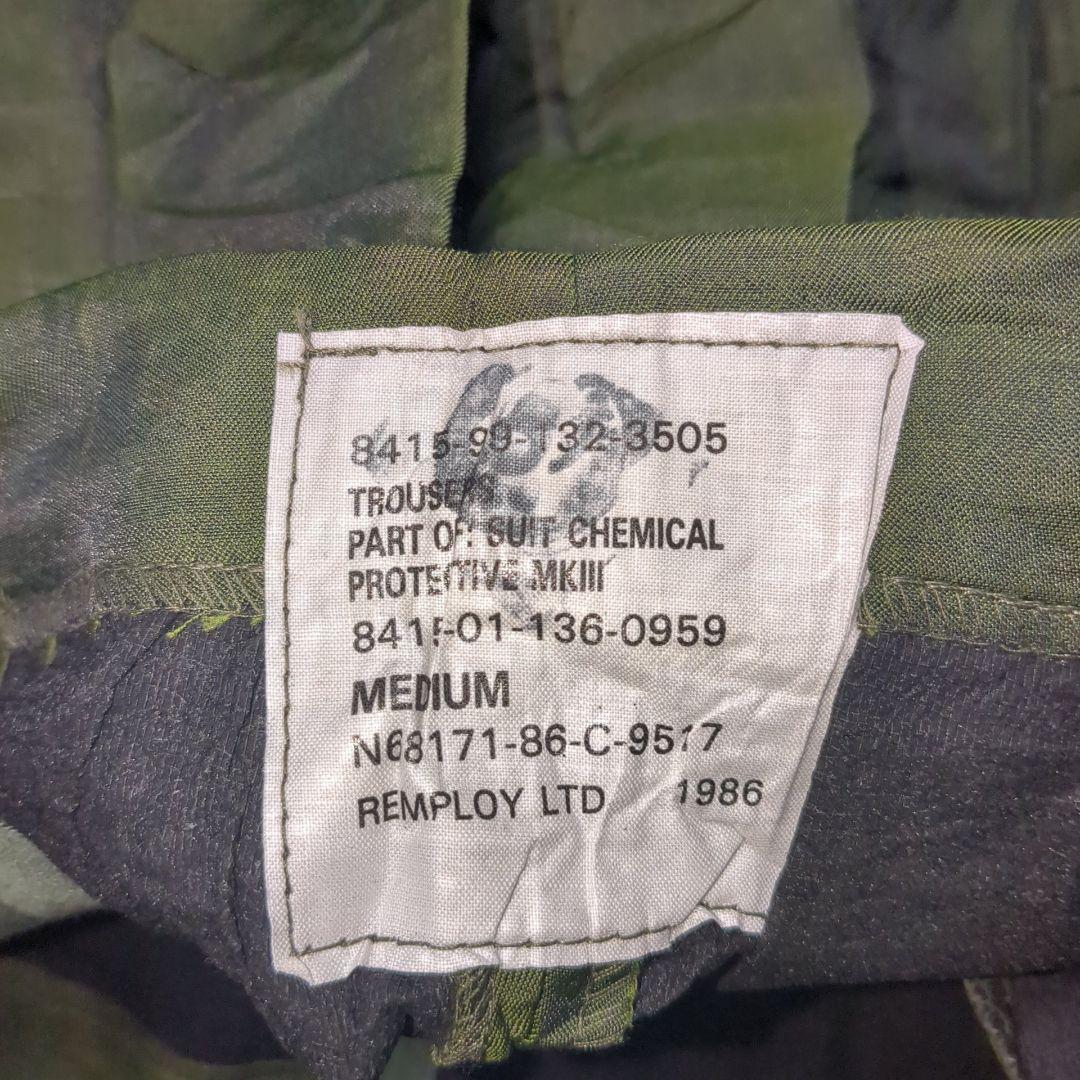 8415-99-132-3505
TROUSERS
PART OF: SUIT CHEMICAL
PROTECTIVE MKIII
8415-01-136-0959
MEDIUM
N68171-86-C-9517
REMPLOY LTD 1986